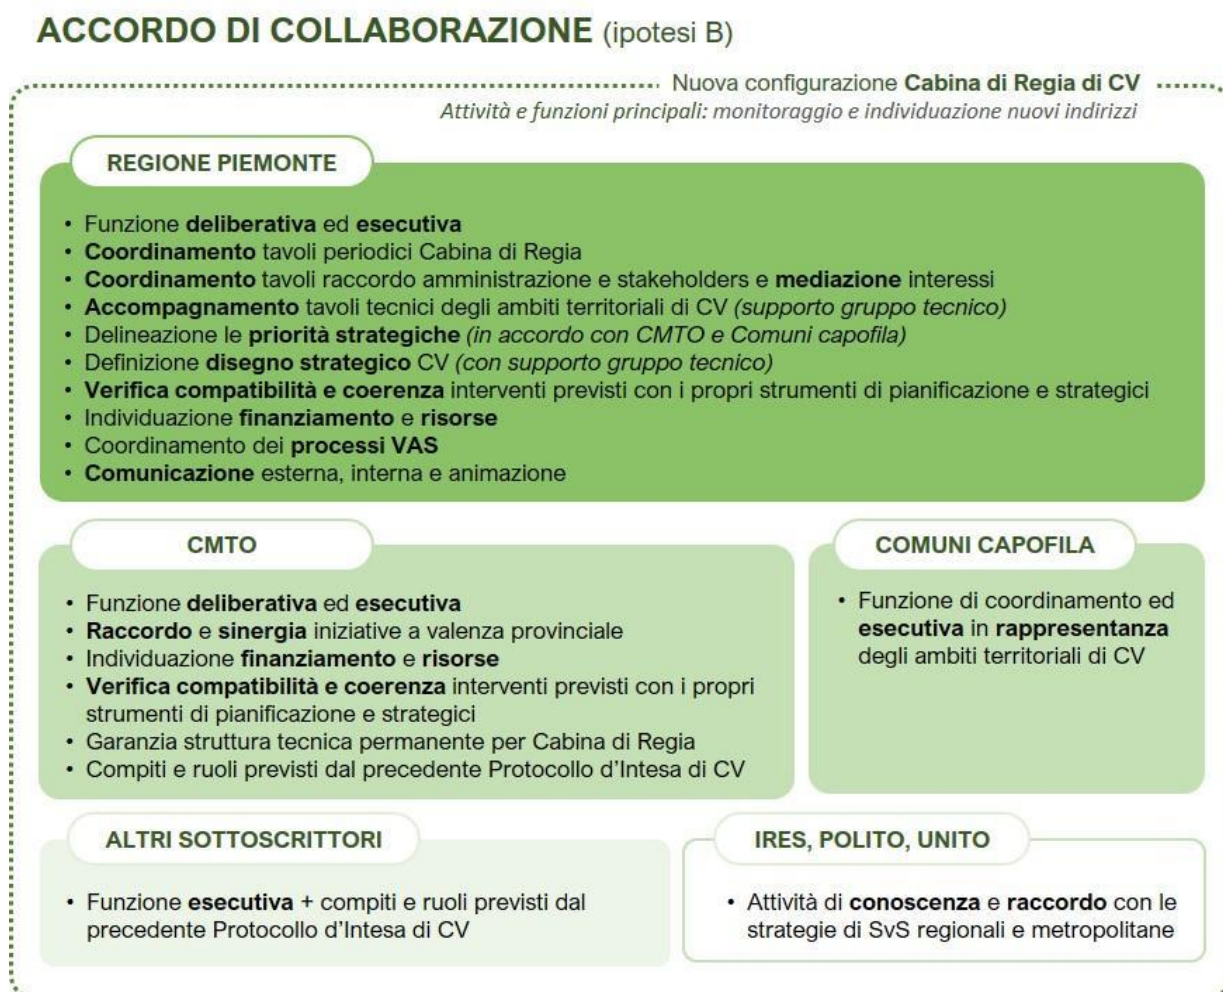 ACCORDO DI COLLABORAZIONE (ipotesi B)
Nuova configurazione Cabina di Regia di CV
Attività e funzioni principali: monitoraggio e individuazione nuovi indirizzi
REGIONE PIEMONTE
• Funzione deliberativa ed esecutiva
• Coordinamento tavoli periodici Cabina di Regia
• Coordinamento tavoli raccordo amministrazione e stakeholders e mediazione interessi
• Accompagnamento tavoli tecnici degli ambiti territoriali di CV (supporto gruppo tecnico)
• Delineazione le priorità strategiche (in accordo con CMTO e Comuni capofila)
• Definizione disegno strategico CV (con supporto gruppo tecnico)
• Verifica compatibilità e coerenza interventi previsti con i propri strumenti di pianificazione e strategici
• Individuazione finanziamento e risorse
• Coordinamento dei processi VAS
• Comunicazione esterna, interna e animazione
CMTO
• Funzione deliberativa ed esecutiva
• Raccordo e sinergia iniziative a valenza provinciale
• Individuazione finanziamento e risorse
• Verifica compatibilità e coerenza interventi previsti con i propri
strumenti di pianificazione e strategici
• Garanzia struttura tecnica permanente per Cabina di Regia
• Compiti e ruoli previsti dal precedente Protocollo d'Intesa di CV
COMUNI CAPOFILA
• Funzione di coordinamento ed
esecutiva in rappresentanza
degli ambiti territoriali di CV
ALTRI SOTTOSCRITTORI
• Funzione esecutiva + compiti e ruoli previsti dal
precedente Protocollo d'Intesa di CV
IRES, POLITO, UNITO
• Attività di conoscenza e raccordo con le
strategie di SvS regionali e metropolitane